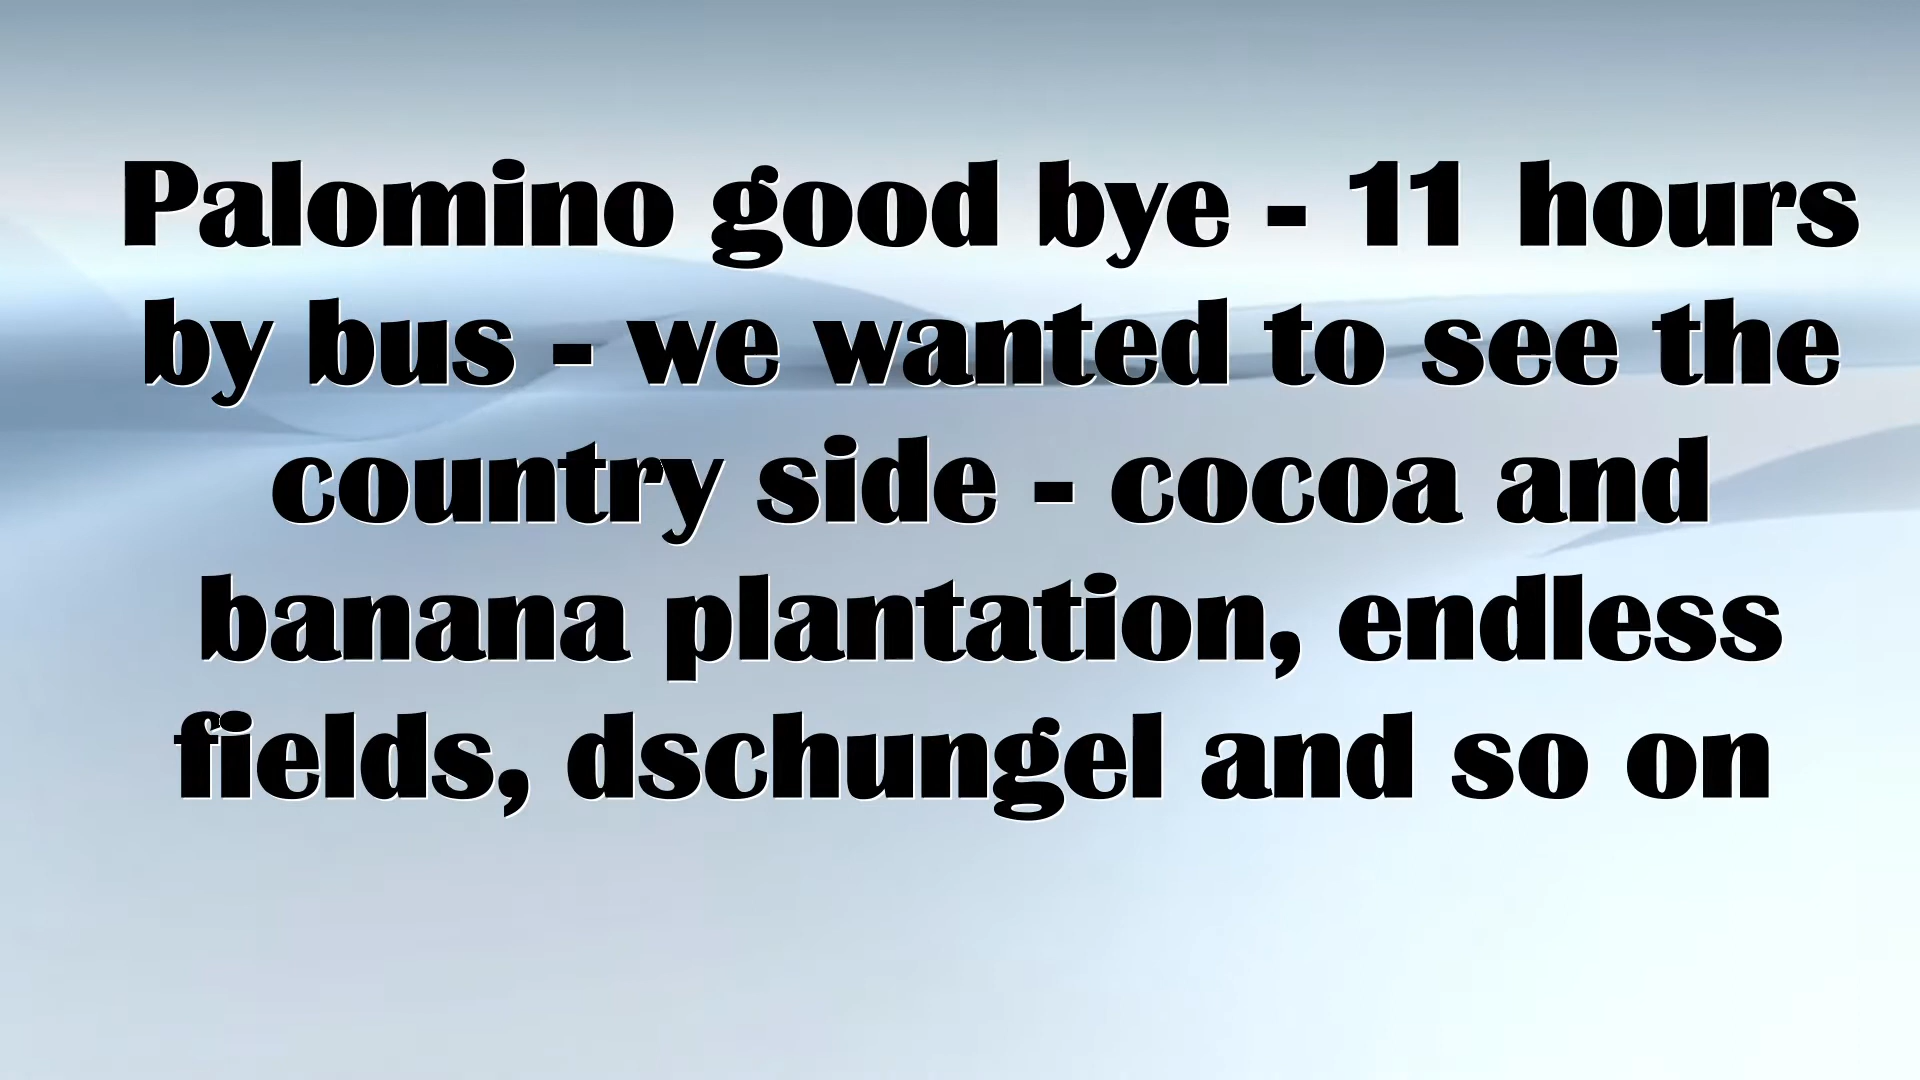 Palomino good bye - 11 hours
by bus - we wanted to see the
country side - cocoa and
banana plantation, endless
fields, dschungel and so on